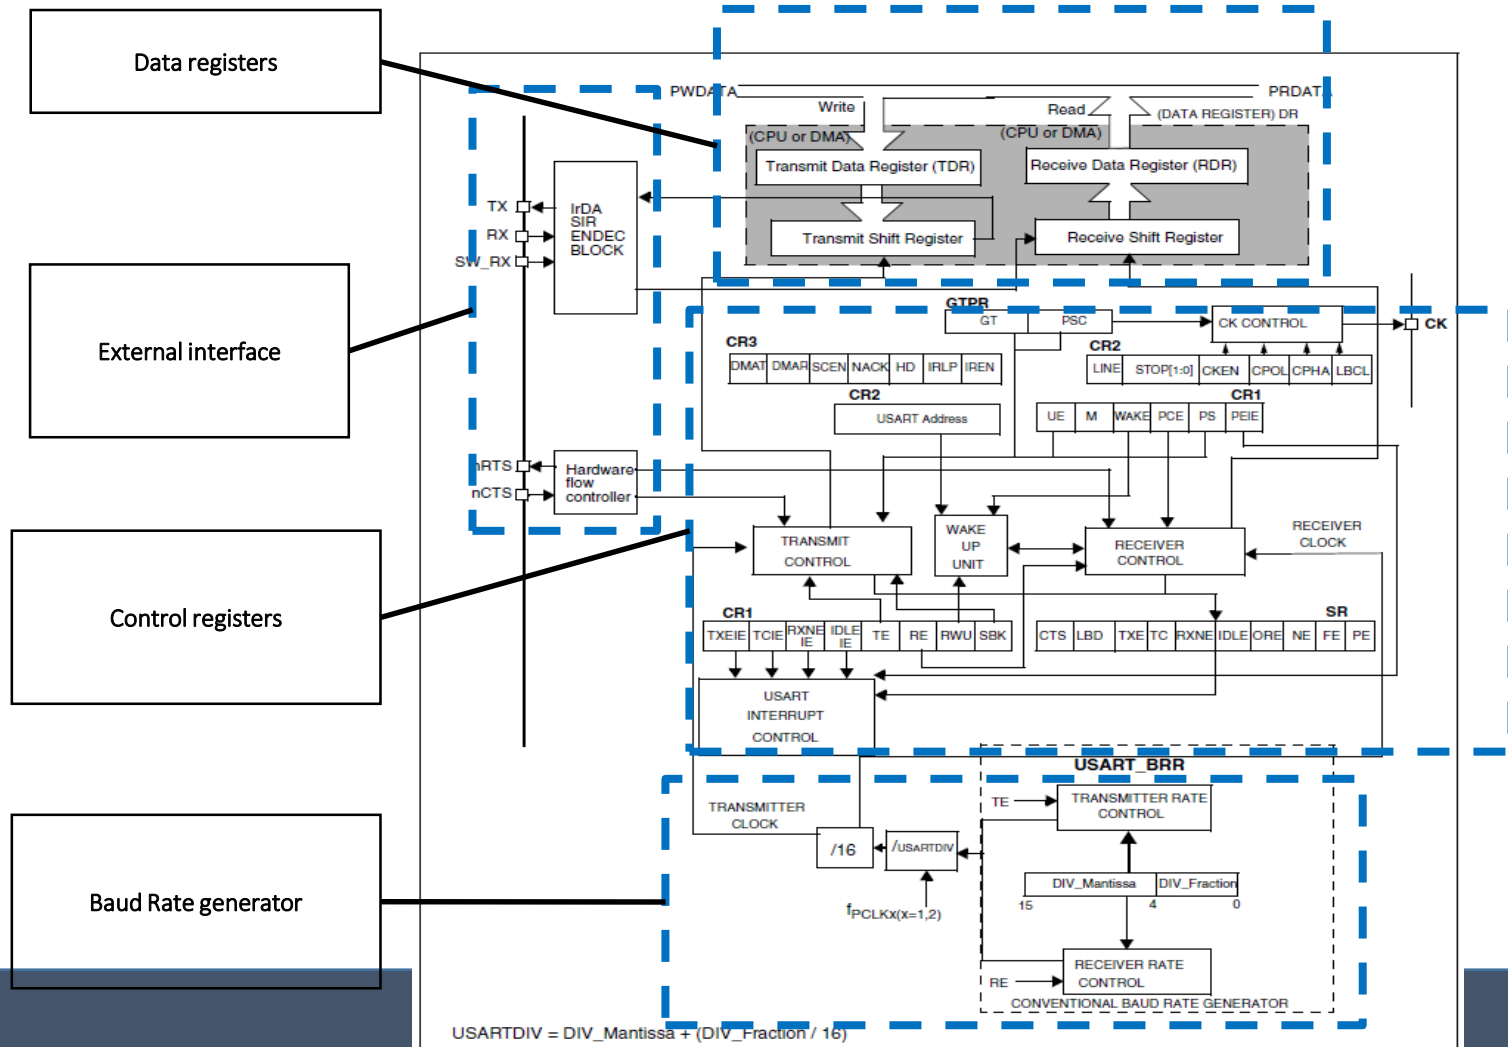 Data registers
External interface
Control registers
Baud Rate generator
PWDATA
PRDATA
Write
Read
(DATA REGISTER) DR
(CPU or DMA)
(CPU or DMA)
Transmit Data Register (TDR)
Receive Data Register (RDR)
Transmit Shift Register
Receive Shift Register
TX
RX
SW_RX
IrDA
SIR
ENDEC
BLOCK
GTPR
GT
PSC
CK CONTROL
CK
CR3
DMAT DMAR SCEN NACK HD IRLP IREN
CR2
LINE STOP[1:0] CKEN CPOL CPHA LBCL
CR2
USART Address
CR1
UE M WAKE PCE PS PEIE
nRTS
nCTS
Hardware
flow
controller
TRANSMIT
CONTROL
WAKE
UP
UNIT
RECEIVER
CONTROL
RECEIVER
CLOCK
CR1
TXEIE TCIE RXNE IE IDLE IE TE RE RWU SBK
SR
CTS LBD TXE TC RXNE IDLE ORE NE FE PE
USART
INTERRUPT
CONTROL
USART_BRR
TRANSMITTER
CLOCK
/16
/USARTDIV
fPCLKx(x=1,2)
TE
TRANSMITTER RATE
CONTROL
DIV_Mantissa DIV_Fraction
15 4 0
RE
RECEIVER RATE
CONTROL
CONVENTIONAL BAUD RATE GENERATOR
USARTDIV = DIV_Mantissa + (DIV_Fraction / 16)